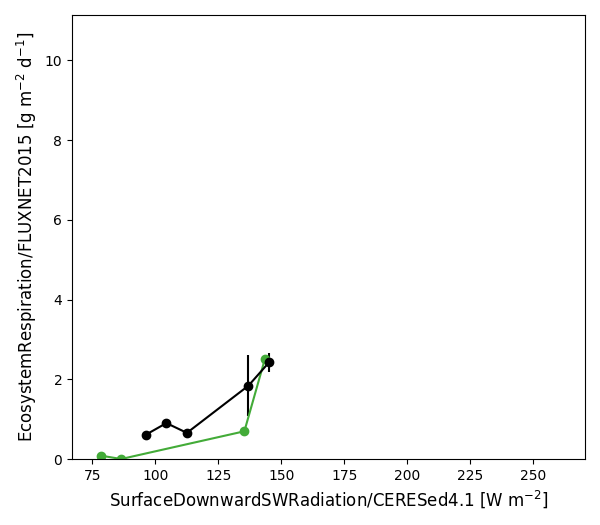 EcosystemRespiration/FLUXNET2015 [g m⁻² d⁻¹]
10
8
6
4
2
0
75 100 125 150 175 200 225 250
SurfaceDownwardSWRadiation/CERESed4.1 [W m⁻²]